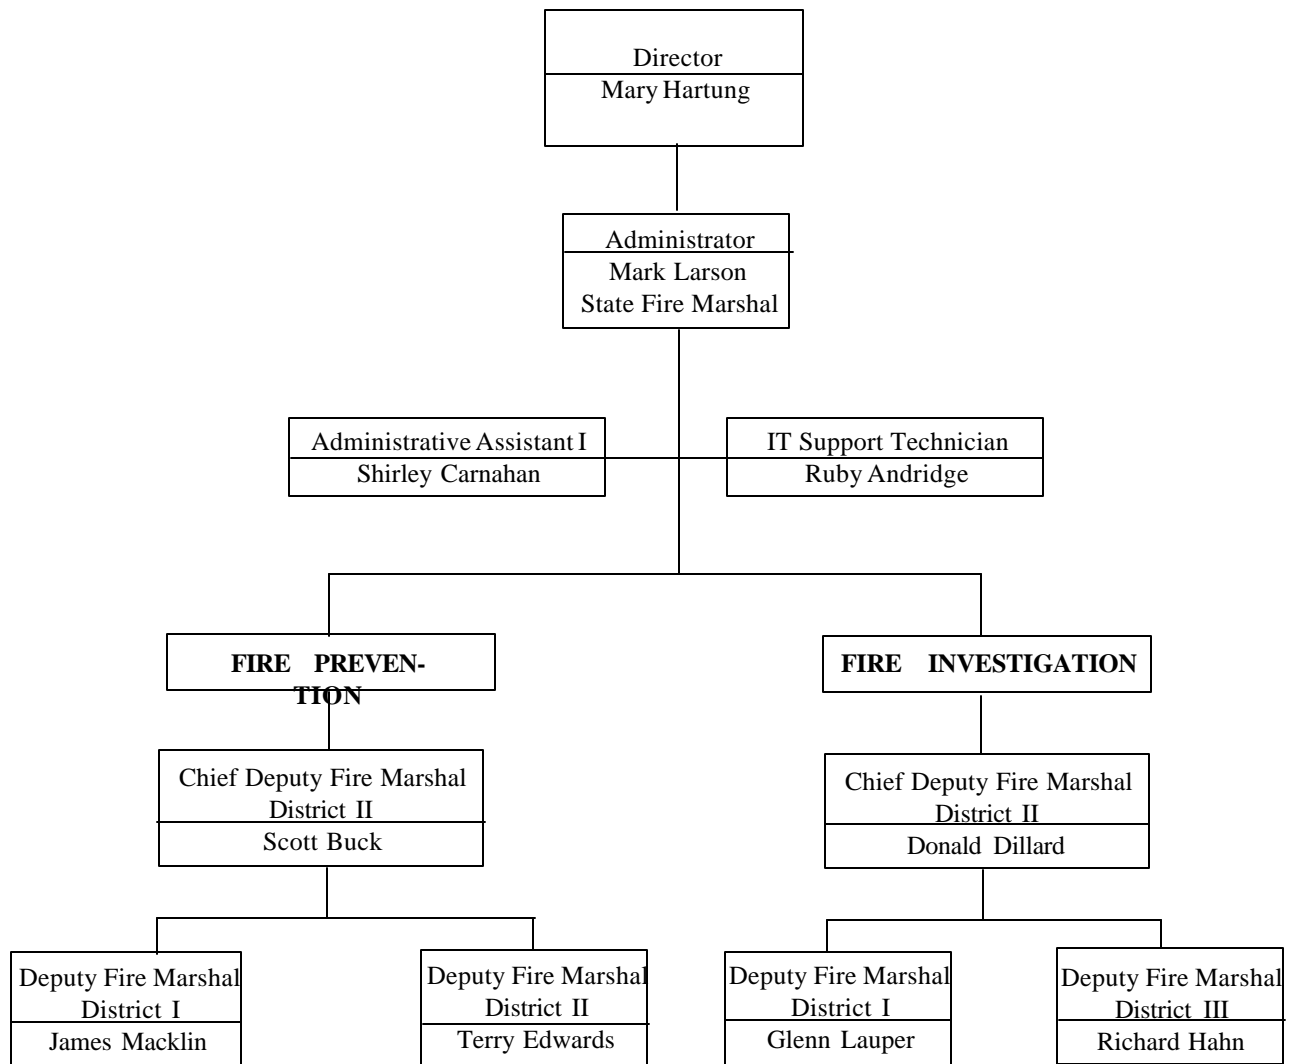 Director
Mary Hartung
Administrator
Mark Larson
State Fire Marshal
Administrative Assistant I
Shirley Carnahan
IT Support Technician
Ruby Andridge
FIRE PREVEN-
TION
FIRE INVESTIGATION
Chief Deputy Fire Marshal
District II
Scott Buck
Chief Deputy Fire Marshal
District II
Donald Dillard
Deputy Fire Marshal
District I
James Macklin
Deputy Fire Marshal
District II
Terry Edwards
Deputy Fire Marshal
District I
Glenn Lauper
Deputy Fire Marshal
District III
Richard Hahn